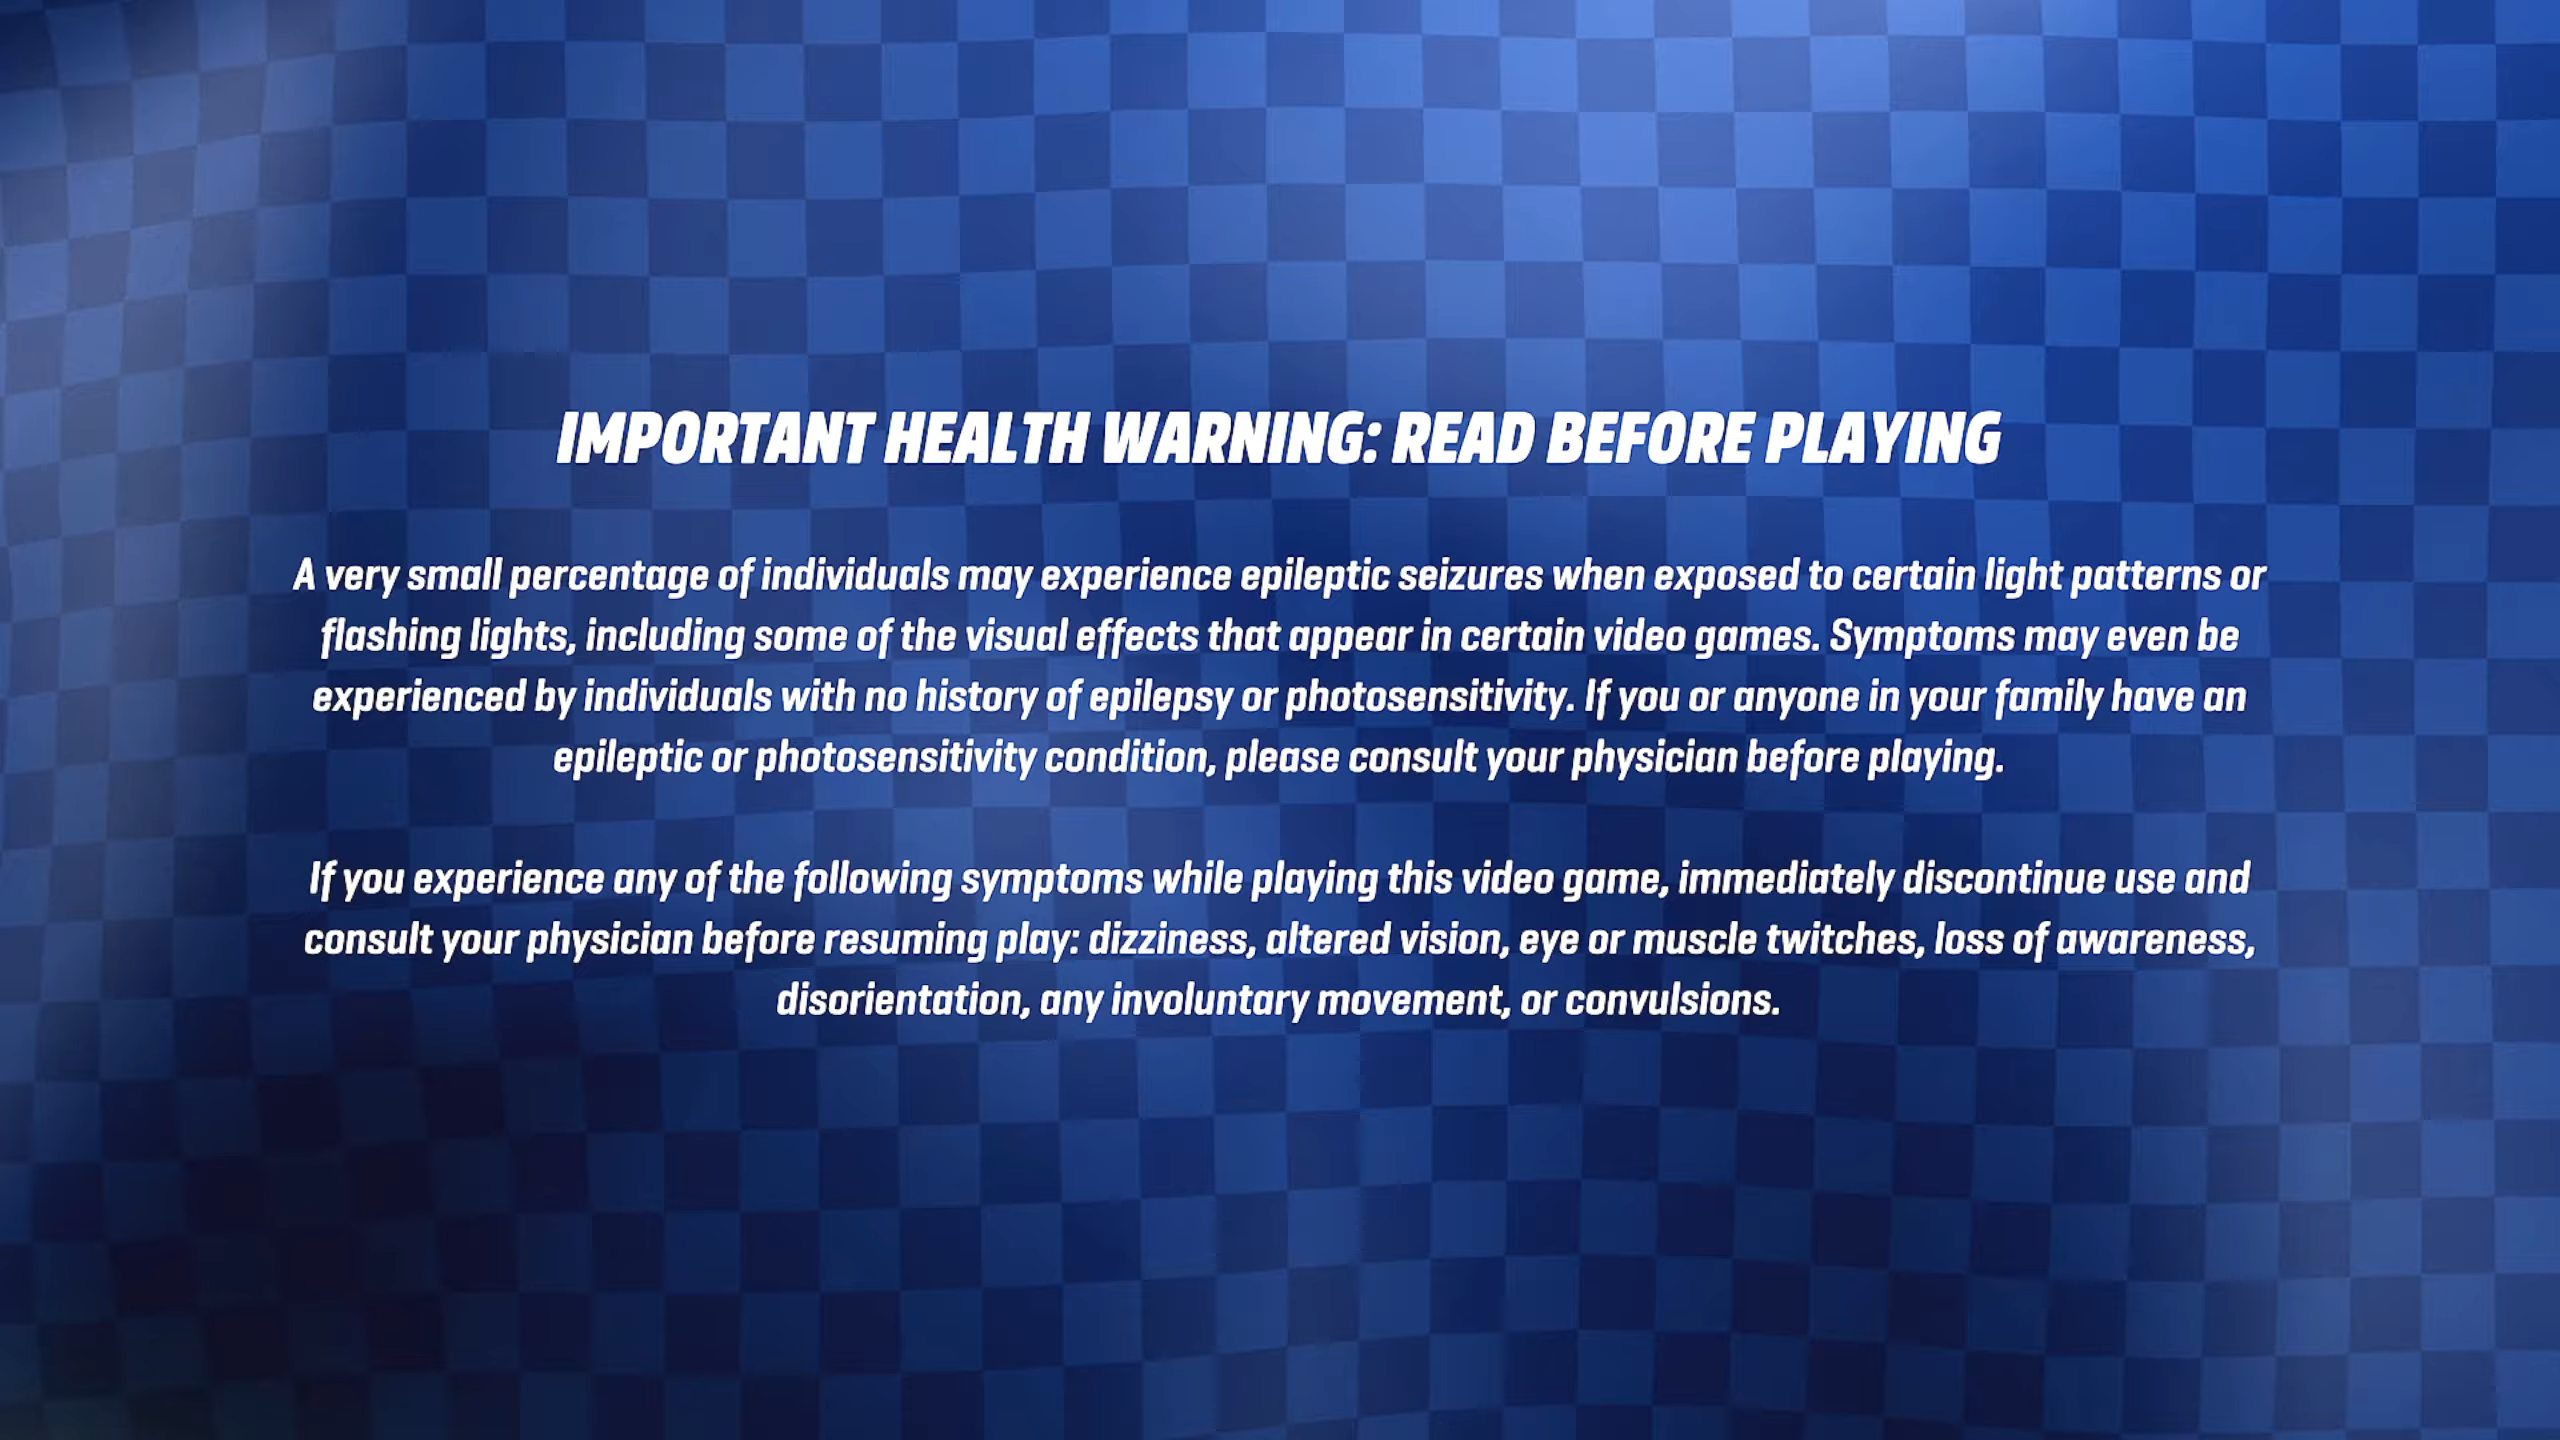 IMPORTANT HEALTH WARNING: READ BEFORE PLAYING
A very small percentage of individuals may experience epileptic seizures when exposed to certain light patterns or
flashing lights, including some of the visual effects that appear in certain video games. Symptoms may even be
experienced by individuals with no history of epilepsy or photosensitivity. If you or anyone in your family have an
epileptic or photosensitivity condition, please consult your physician before playing.
If you experience any of the following symptoms while playing this video game, immediately discontinue use and
consult your physician before resuming play: dizziness, altered vision, eye or muscle twitches, loss of awareness,
disorientation, any involuntary movement, or convulsions.